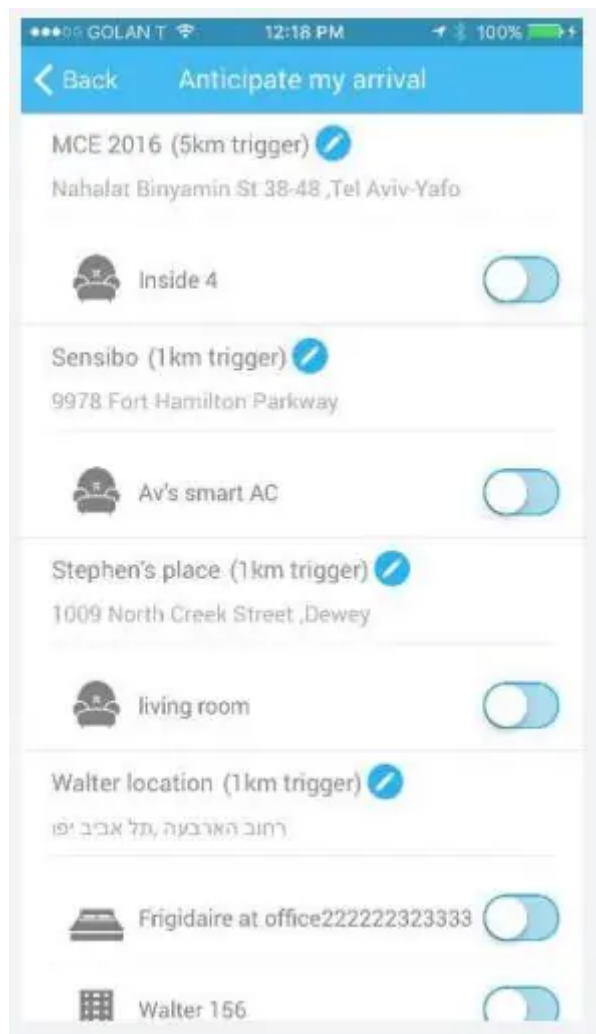 GOLAN T 12:18 PM 100%
Back Anticipate my arrival
MCE 2016 (5km trigger)
Nahalat Binyamin St 38-48 ,Tel Aviv-Yafo
Inside 4
Sensibo (1km trigger)
9978 Fort Hamilton Parkway
Av's smart AC
Stephen's place (1km trigger)
1009 North Creek Street ,Dewey
living room
Walter location (1km trigger)
רחוב הארבעה ,תל אביב יפו
Frigidaire at office222222323333
Walter 156